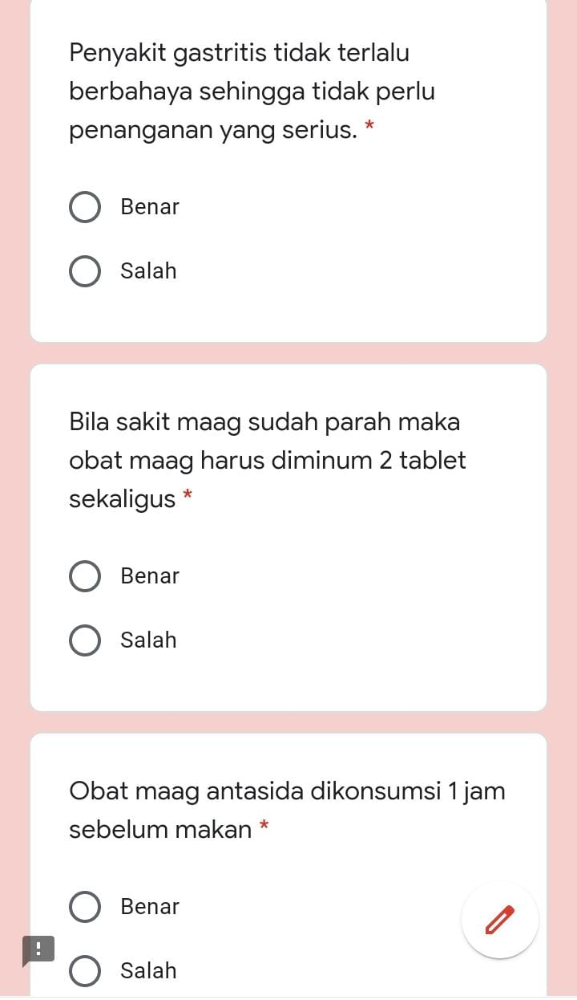 Penyakit gastritis tidak terlalu
berbahaya sehingga tidak perlu
penanganan yang serius. *
Benar
Salah
Bila sakit maag sudah parah maka
obat maag harus diminum 2 tablet
sekaligus *
Benar
Salah
Obat maag antasida dikonsumsi 1 jam
sebelum makan *
Benar
!
Salah